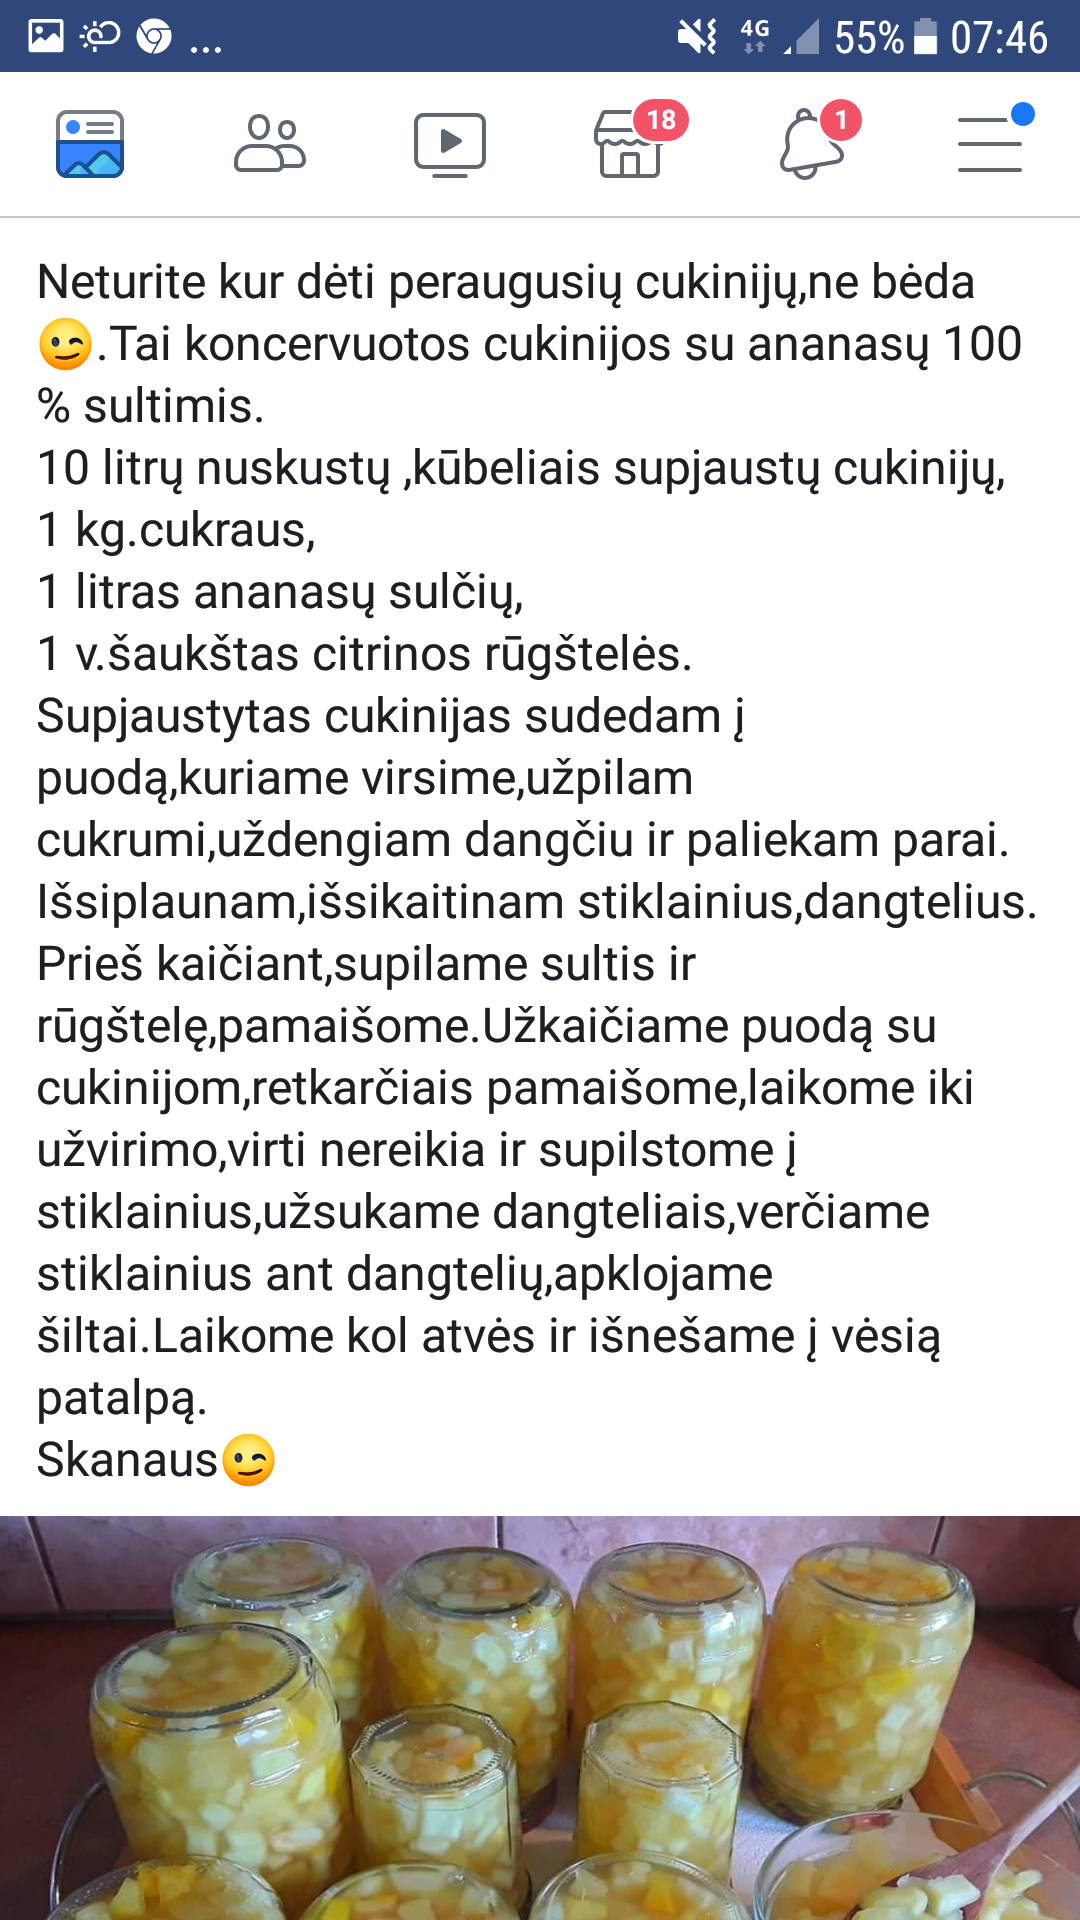 ... 4G 55% 07:46
18 1
Neturite kur dėti peraugusių cukinijų,ne bėda
😉.Tai koncervuotos cukinijos su ananasų 100
% sultimis.
10 litrų nuskustų ,kūbeliais supjaustų cukinijų,
1 kg.cukraus,
1 litras ananasų sulčių,
1 v.šaukštas citrinos rūgštelės.
Supjaustytas cukinijas sudedam į
puodą,kuriame virsime,užpilam
cukrumi,uždengiam dangčiu ir paliekam parai.
Išsiplaunam,išsikaitinam stiklainius,dangtelius.
Prieš kaičiant,supilame sultis ir
rūgštelę,pamaišome.Užkaičiame puodą su
cukinijom,retkarčiais pamaišome,laikome iki
užvirimo,virti nereikia ir supilstome į
stiklainius,užsukame dangteliais,verčiame
stiklainius ant dangtelių,apklojame
šiltai.Laikome kol atvės ir išnešame į vėsią
patalpą.
Skanaus😉